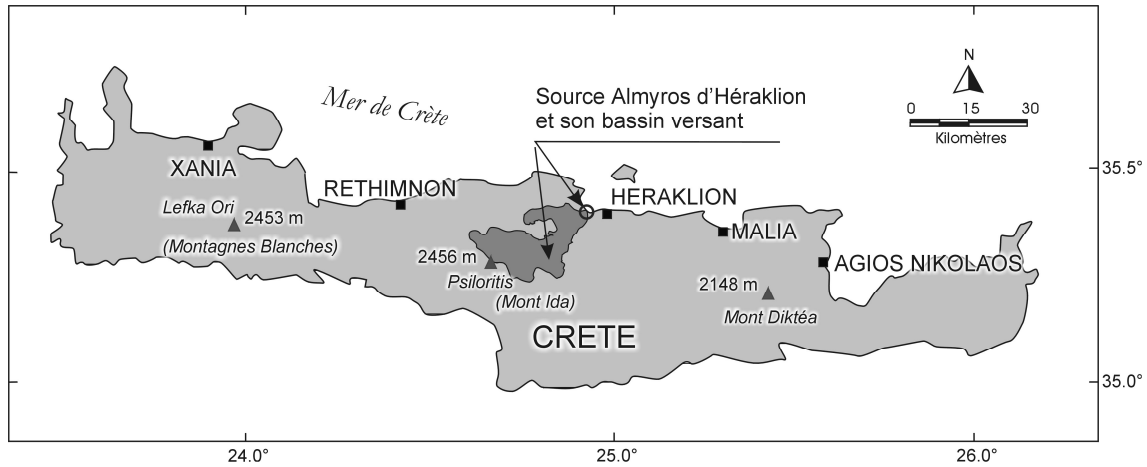 N
0 15 30
Kilomètres
Mer de Crète
Source Almyros d'Héraklion
et son bassin versant
XANIA
RETHIMNON
HERAKLION
MALIA
AGIOS NIKOLAOS
Lefka Ori
2453 m
(Montagnes Blanches)
2456 m
Psiloritis
(Mont Ida)
2148 m
Mont Diktéa
CRETE
35.5°
35.0°
24.0°
25.0°
26.0°